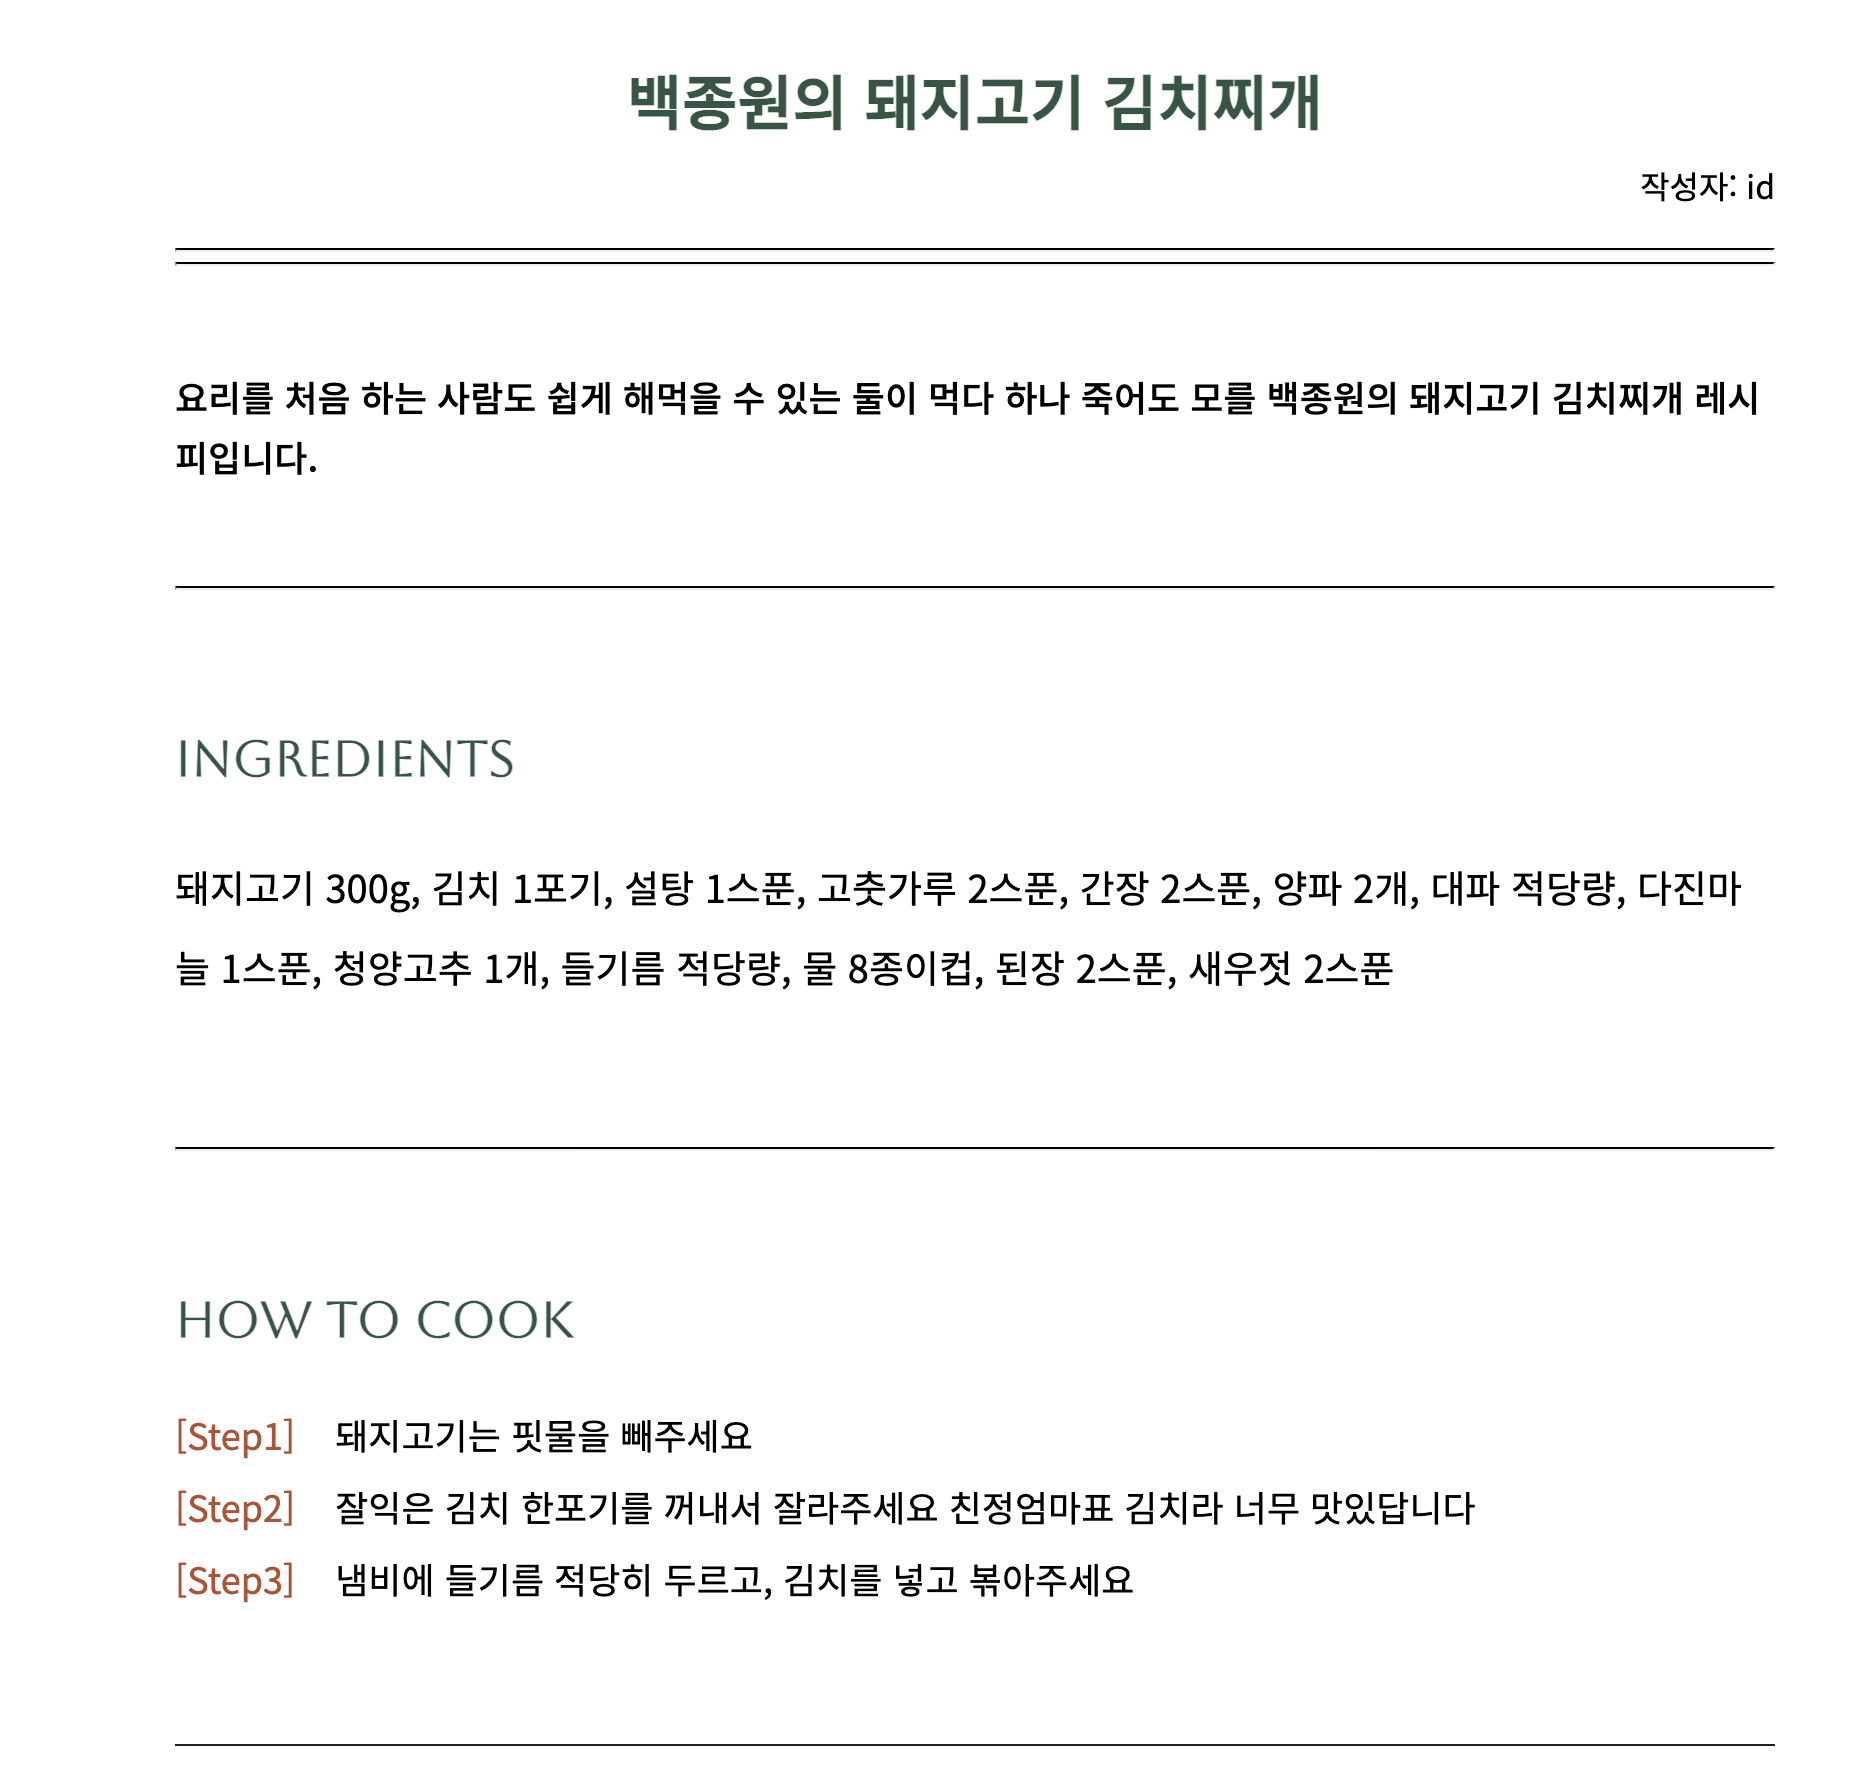 백종원의 돼지고기 김치찌개
작성자: id
요리를 처음 하는 사람도 쉽게 해먹을 수 있는 둘이 먹다 하나 죽어도 모를 백종원의 돼지고기 김치찌개 레시
피입니다.
INGREDIENTS
돼지고기 300g, 김치 1포기, 설탕 1스푼, 고춧가루 2스푼, 간장 2스푼, 양파 2개, 대파 적당량, 다진마
늘 1스푼, 청양고추 1개, 들기름 적당량, 물 8종이컵, 된장 2스푼, 새우젓 2스푼
HOW TO COOK
[Step1] 돼지고기는 핏물을 빼주세요
[Step2] 잘익은 김치 한포기를 꺼내서 잘라주세요 친정엄마표 김치라 너무 맛있답니다
[Step3] 냄비에 들기름 적당히 두르고, 김치를 넣고 볶아주세요